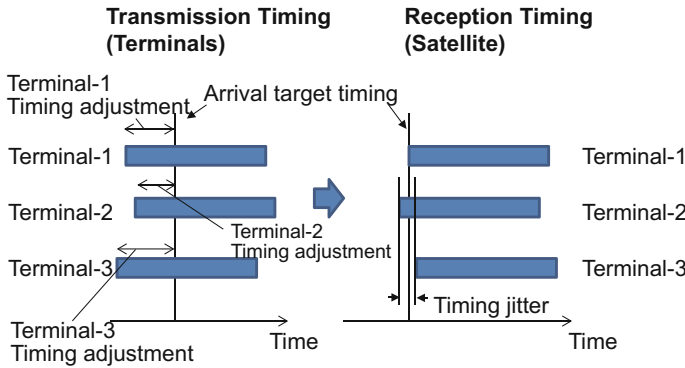 Transmission Timing
(Terminals)
Reception Timing
(Satellite)
Terminal-1
Timing adjustment
Arrival target timing
Terminal-1
Terminal-1
Terminal-2
Terminal-2
Terminal-2
Timing adjustment
Terminal-3
Terminal-3
Timing jitter
Terminal-3
Timing adjustment
Time
Time